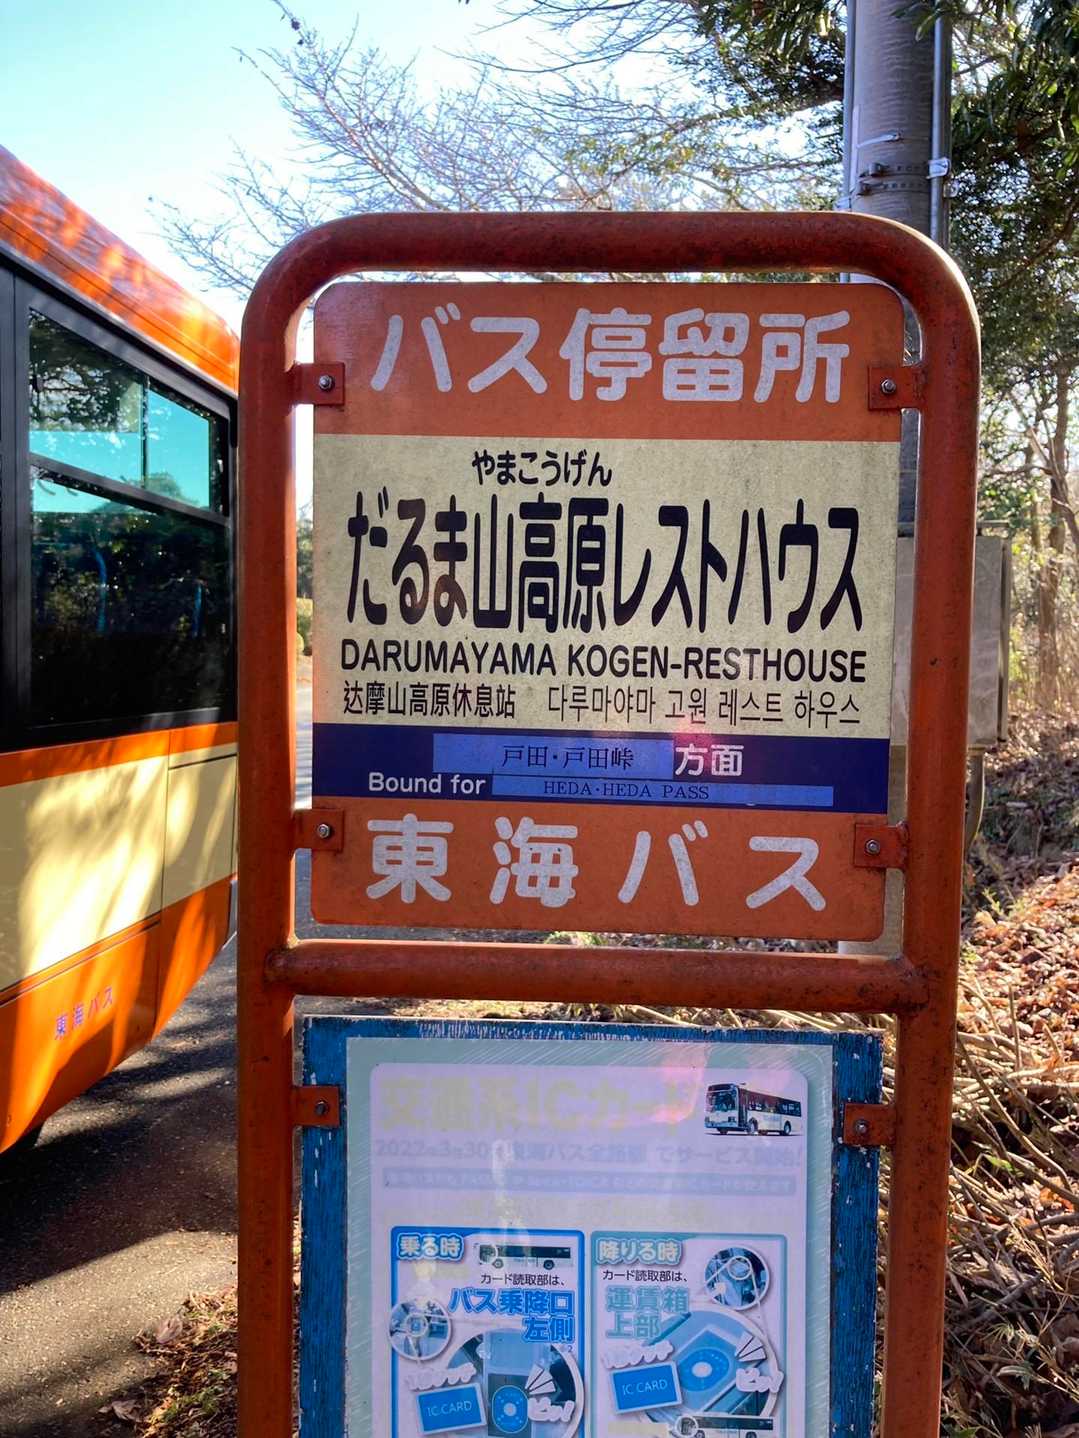 バス停留所
やまこうげん
だるま山高原レストハウス
DARUMAYAMA KOGEN-RESTHOUSE
达摩山高原休息站 다루마야마 고원 레스트 하우스
戸田・戸田峠 方面
Bound for HEDA・HEDA PASS
東海バス
東海バス
交通系ICカード
2022年3月30日 東海バス全路線でサービス開始!
乗る時
カード読取部は、
バス乗降口
左側
IC CARD
ピッ!
降りる時
カード読取部は、
運賃箱
上部
IC CARD
ピッ!